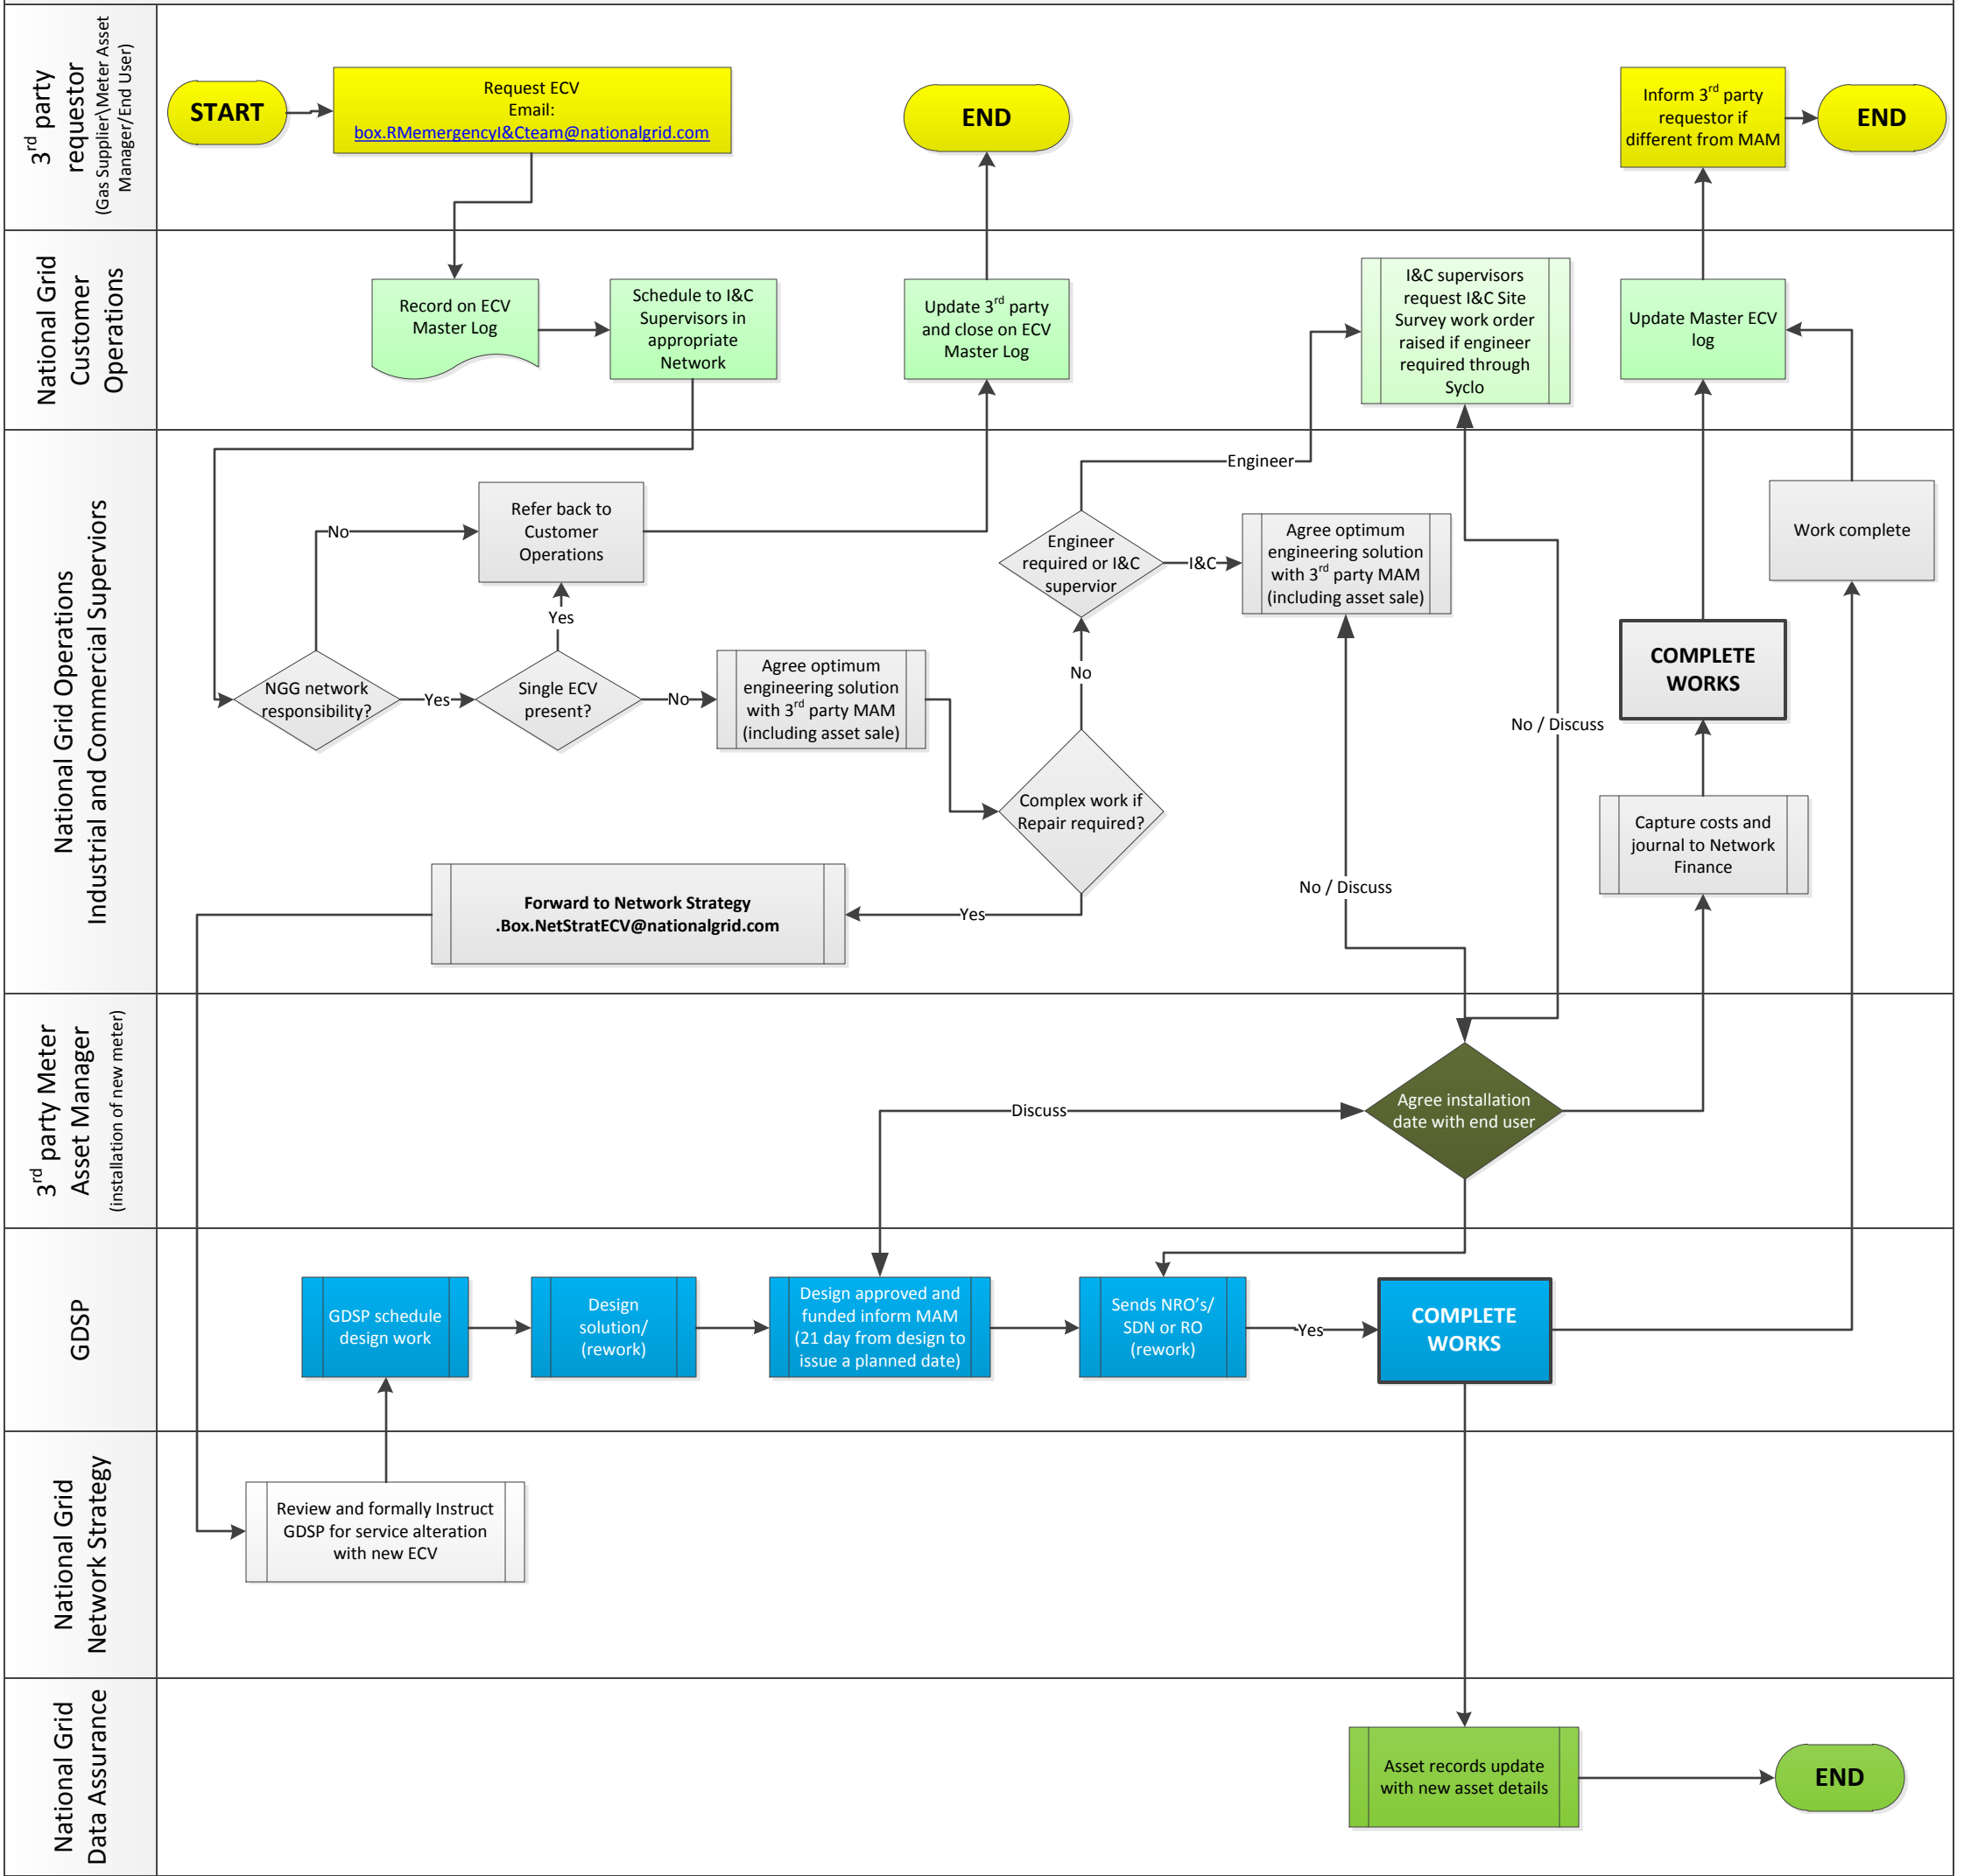 3rd party
requestor
(Gas Supplier\Meter Asset
Manager/End User)
START
Request ECV
Email:
box.RMemergencyI&Cteam@nationalgrid.com
END
Inform 3rd party
requestor if
different from MAM
END
National Grid
Customer
Operations
Record on ECV
Master Log
Schedule to I&C
Supervisors in
appropriate
Network
Update 3rd party
and close on ECV
Master Log
I&C supervisors
request I&C Site
Survey work order
raised if engineer
required through
Syclo
Update Master ECV
log
National Grid Operations
Industrial and Commercial Superviors
Engineer
No
Refer back to
Customer
Operations
Engineer
required or I&C
supervior
I&C
Agree optimum
engineering solution
with 3rd party MAM
(including asset sale)
Work complete
Yes
No
NGG network
responsibility?
Yes
Single ECV
present?
No
Agree optimum
engineering solution
with 3rd party MAM
(including asset sale)
COMPLETE
WORKS
No / Discuss
Complex work if
Repair required?
Capture costs and
journal to Network
Finance
No / Discuss
Forward to Network Strategy
.Box.NetStratECV@nationalgrid.com
Yes
3rd party Meter
Asset Manager
(installation of new meter)
Discuss
Agree installation
date with end user
GDSP
GDSP schedule
design work
Design
solution/
(rework)
Design approved and
funded inform MAM
(21 day from design to
issue a planned date)
Sends NRO's/
SDN or RO
(rework)
Yes
COMPLETE
WORKS
National Grid
Network Strategy
Review and formally Instruct
GDSP for service alteration
with new ECV
National Grid
Data Assurance
Asset records update
with new asset details
END